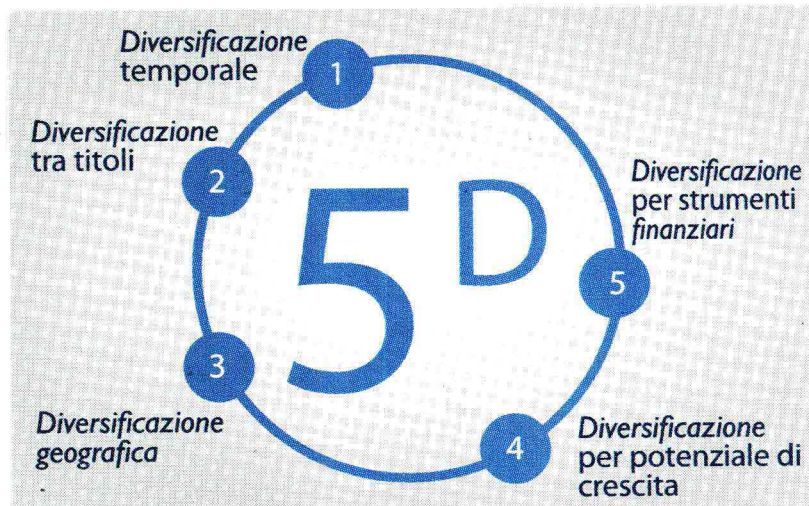 Diversificazione
temporale
1
Diversificazione
tra titoli
2
3
Diversificazione
geografica
5 D
Diversificazione
per strumenti
finanziari
5
4
Diversificazione
per potenziale di
crescita